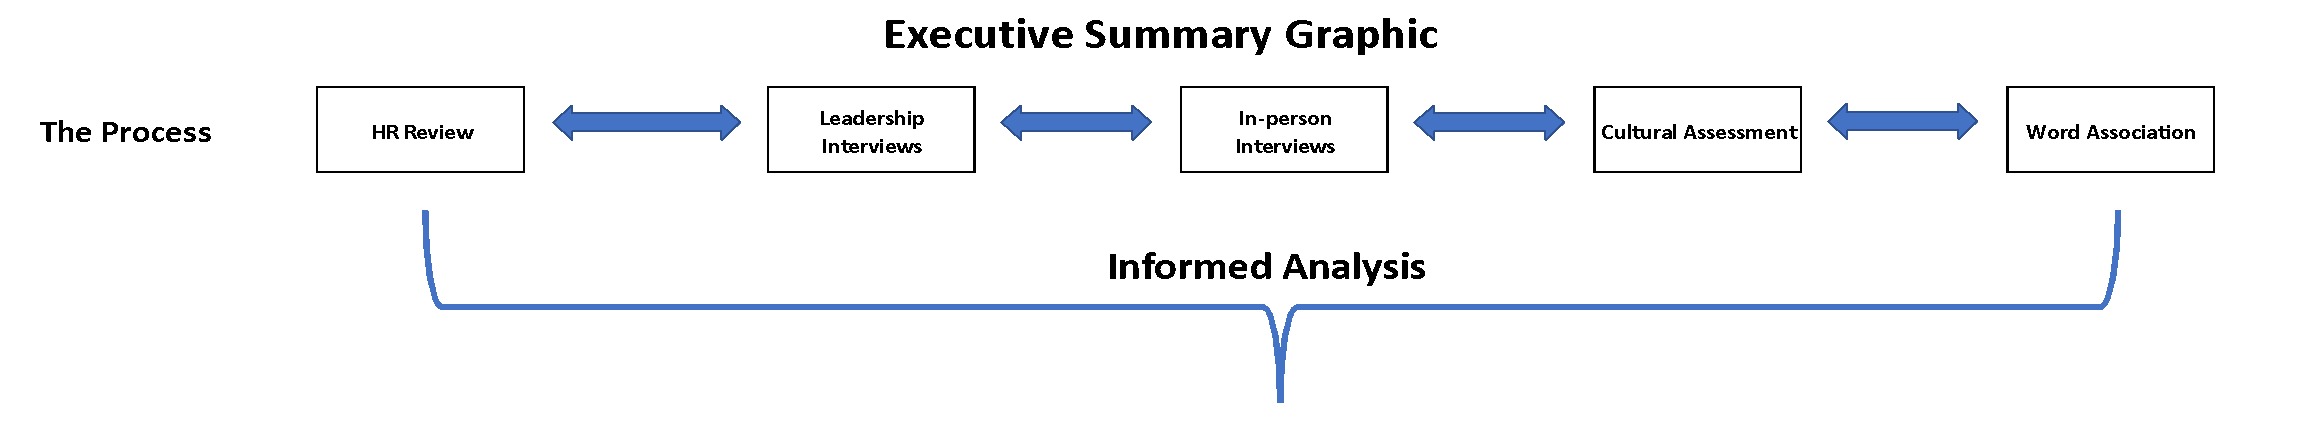 Executive Summary Graphic
The Process
HR Review
Leadership
Interviews
In-person
Interviews
Cultural Assessment
Word Association
Informed Analysis